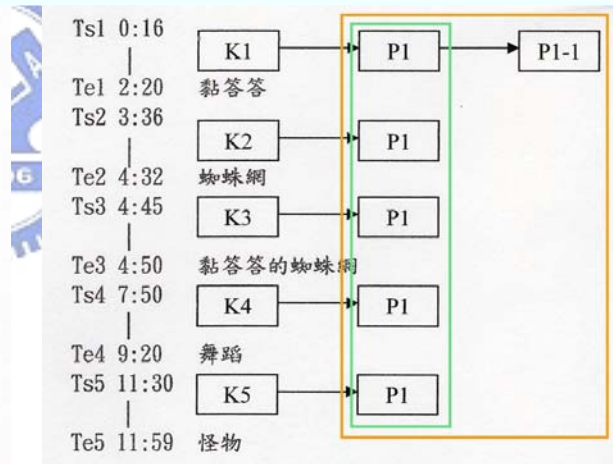 Ts1 0:16
K1 P1 P1-1
Te1 2:20 黏答答
Ts2 3:36
K2 P1
Te2 4:32 蜘蛛網
Ts3 4:45
K3 P1
Te3 4:50 黏答答的蜘蛛網
Ts4 7:50
K4 P1
Te4 9:20 舞蹈
Ts5 11:30
K5 P1
Te5 11:59 怪物